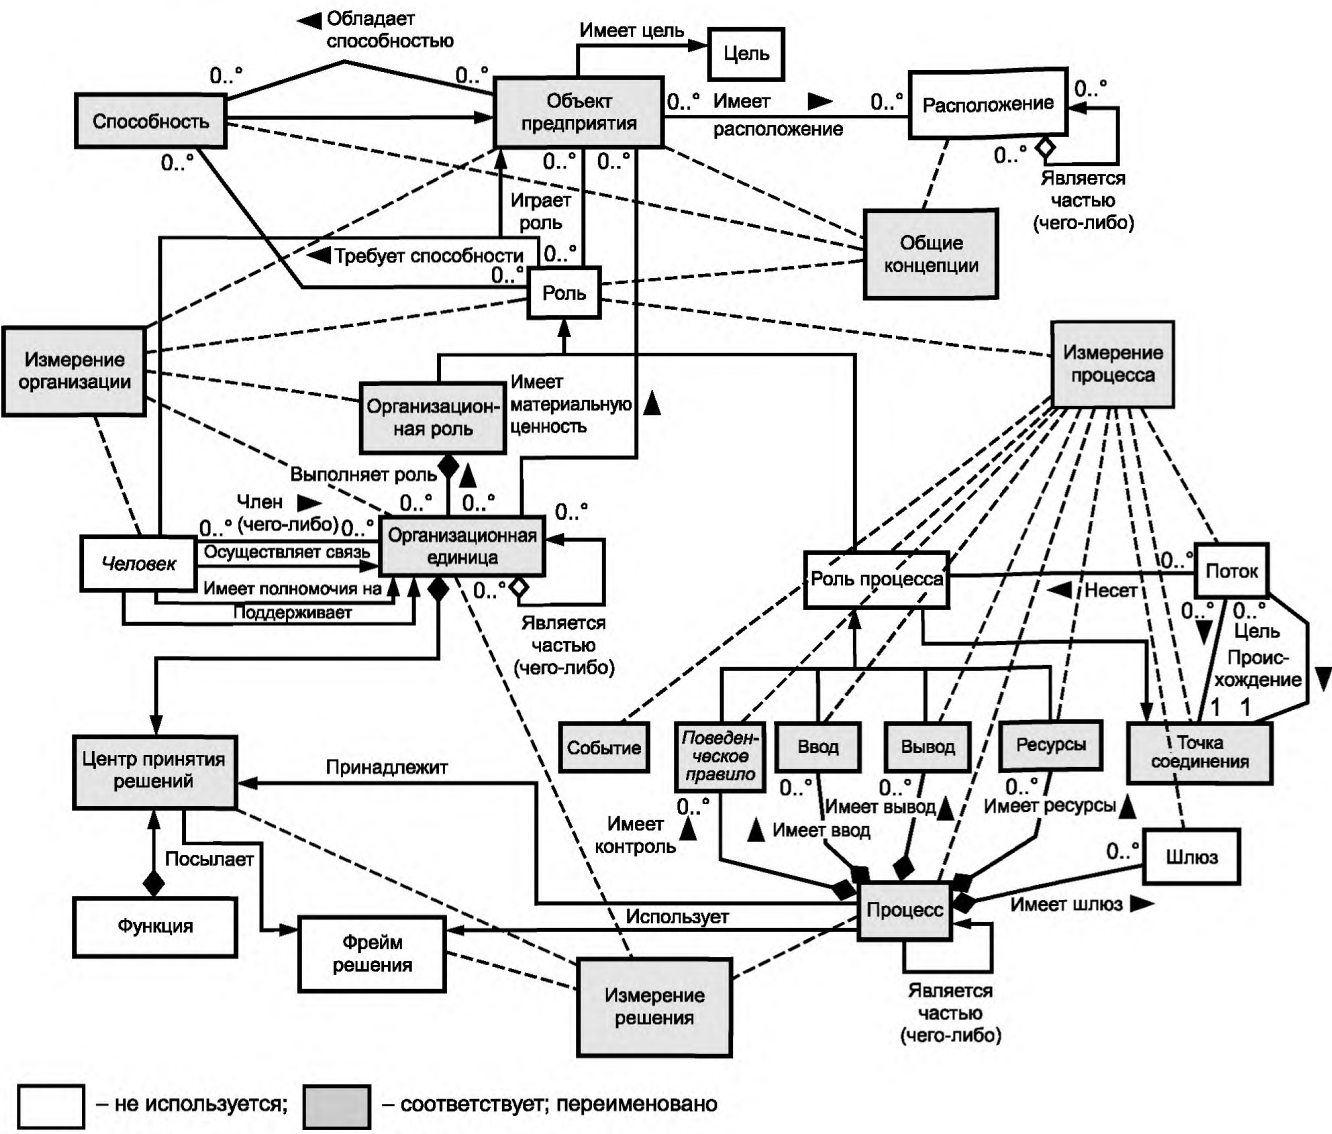 Обладает
способностью
Имеет цель
Цель
0..°
0..°
Способность
Объект
предприятия
0..°
Имеет
расположение
0..°
Расположение
0..°
0..°
Является
частью
(чего-либо)
0..°
0..°
0..°
Играет
роль
Общие
концепции
Требует способности
0..°
0..°
Роль
Измерение
организации
Измерение
процесса
Организацион-
ная роль
Имеет
материальную
ценность
Выполняет роль
0..°
0..°
0..°
Член
(чего-либо)
0..°
0..°
Организационная
единица
Человек
Осуществляет связь
Имеет полномочия на
Поддерживает
0..°
Является
частью
(чего-либо)
Роль процесса
Несет
0..°
Поток
0..°
0..°
Цель
Проис-
хождение
1
1
Событие
Поведен-
ческое
правило
Ввод
Вывод
Ресурсы
Точка
соединения
Центр принятия
решений
Принадлежит
0..°
0..°
0..°
0..°
Имеет
контроль
Имеет ввод
Имеет вывод
Имеет ресурсы
0..°
Шлюз
Посылает
Функция
Фрейм
решения
Использует
Процесс
Имеет шлюз
Измерение
решения
Является
частью
(чего-либо)
– не используется;
– соответствует; переименовано